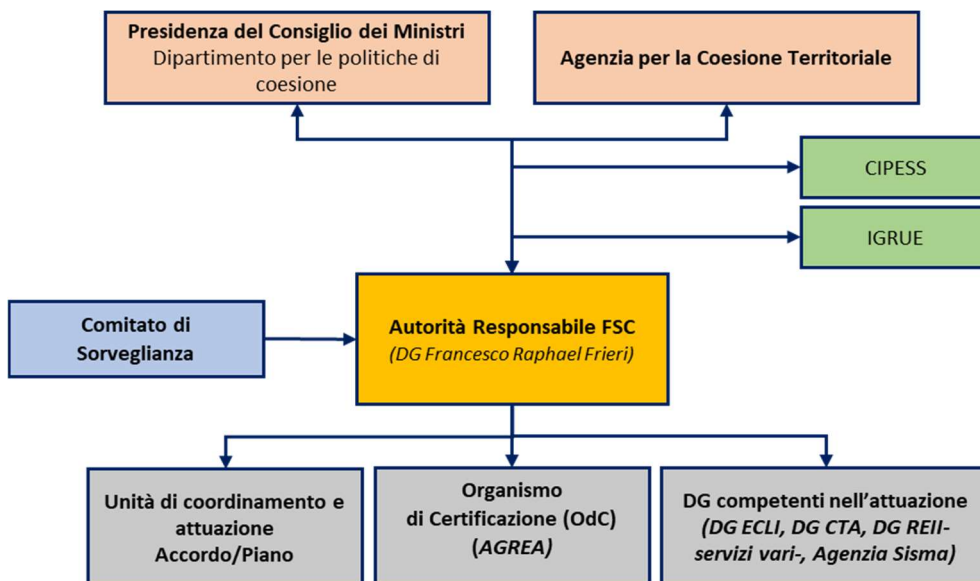 Presidenza del Consiglio dei Ministri
Dipartimento per le politiche di
coesione
Agenzia per la Coesione Territoriale
CIPESS
IGRUE
Comitato di
Sorveglianza
Autorità Responsabile FSC
(DG Francesco Raphael Frieri)
Unità di coordinamento e
attuazione
Accordo/Piano
Organismo
di Certificazione (OdC)
(AGREA)
DG competenti nell'attuazione
(DG ECLI, DG CTA, DG REII-
servizi vari-, Agenzia Sisma)